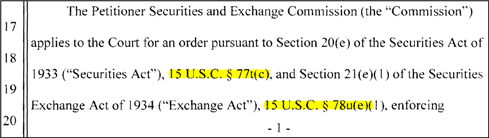 The Petitioner Securities and Exchange Commission (the “Commission”)
17
applies to the Court for an order pursuant to Section 20(e) of the Securities Act of
18
1933 (“Securities Act”), 15 U.S.C. § 77t(c), and Section 21(e)(1) of the Securities
19
Exchange Act of 1934 (“Exchange Act”), 15 U.S.C. § 78u(e)(1), enforcing
20
- 1 -